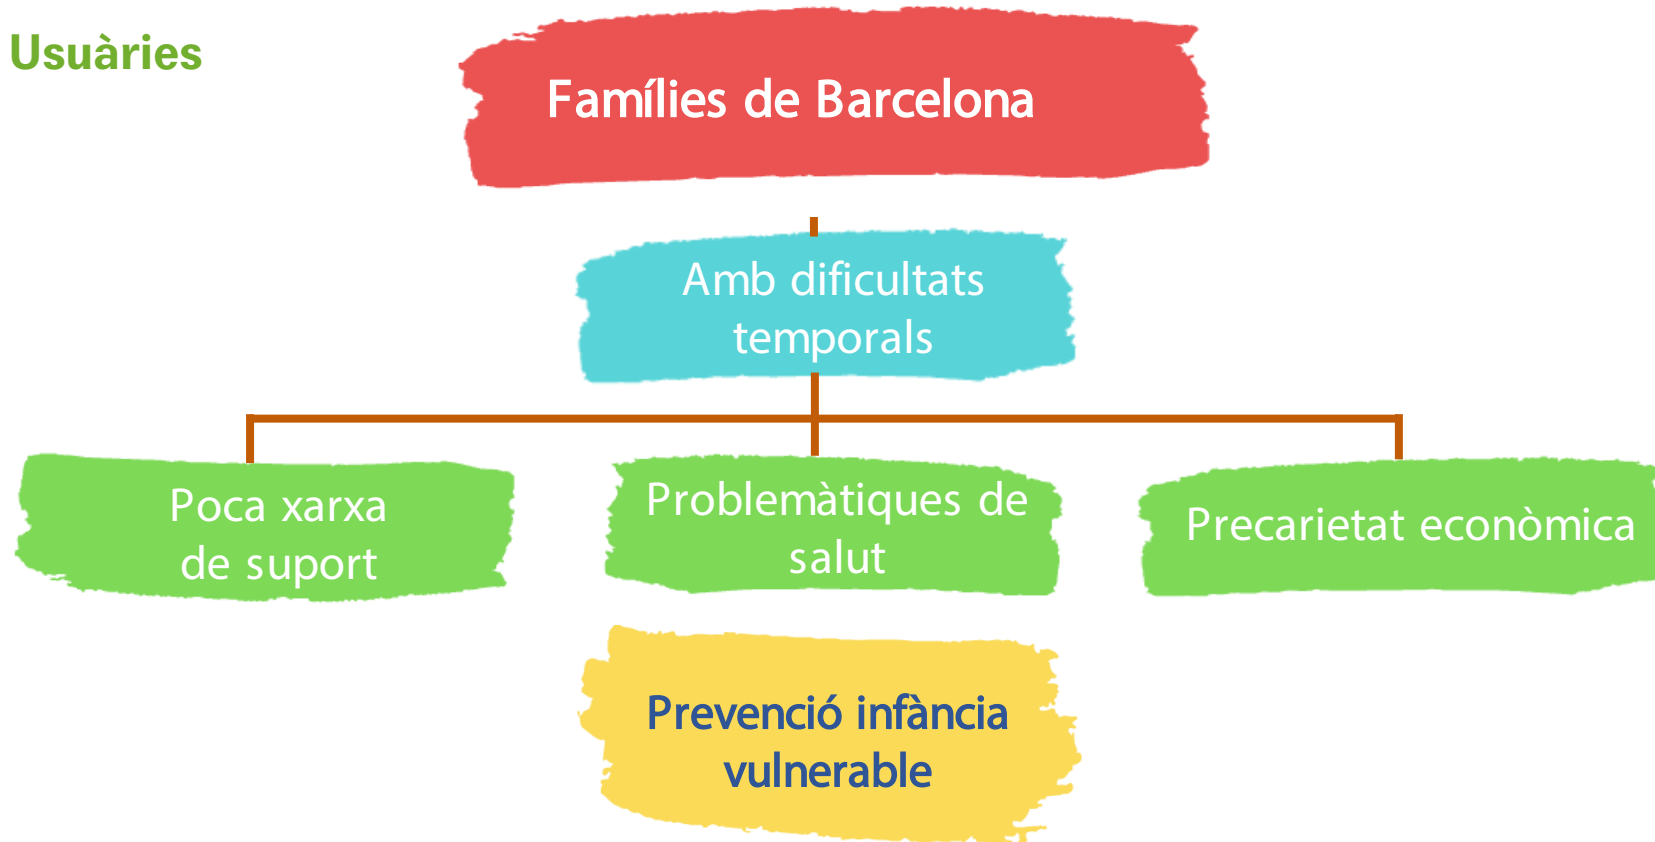 Usuàries
Famílies de Barcelona
Amb dificultats
temporals
Poca xarxa
de suport
Problemàtiques de
salut
Precarietat econòmica
Prevenció infància
vulnerable